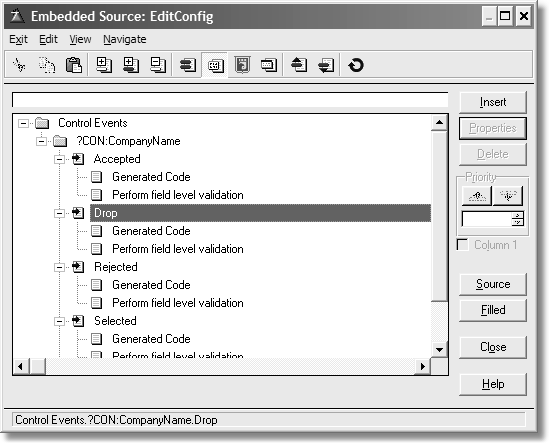 Embedded Source: EditConfig
Exit Edit View Navigate
Insert
Control Events
?CON:CompanyName
Properties
Accepted
Delete
Generated Code
Priority
Perform field level validation
Drop
Generated Code
Column 1
Perform field level validation
Rejected
Generated Code
Source
Perform field level validation
Filled
Selected
Generated Code
Close
Perform field level validation
Help
Control Events.?CON:CompanyName.Drop